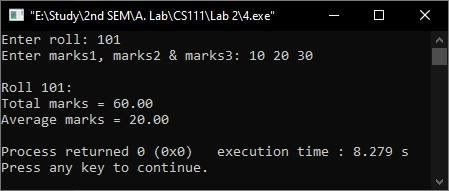 "E:\Study\2nd SEM\A. Lab\CS111\Lab 2\4.exe"
Enter roll: 101
Enter marks1, marks2 & marks3: 10 20 30
Roll 101:
Total marks = 60.00
Average marks = 20.00
Process returned 0 (0x0)   execution time : 8.279 s
Press any key to continue.